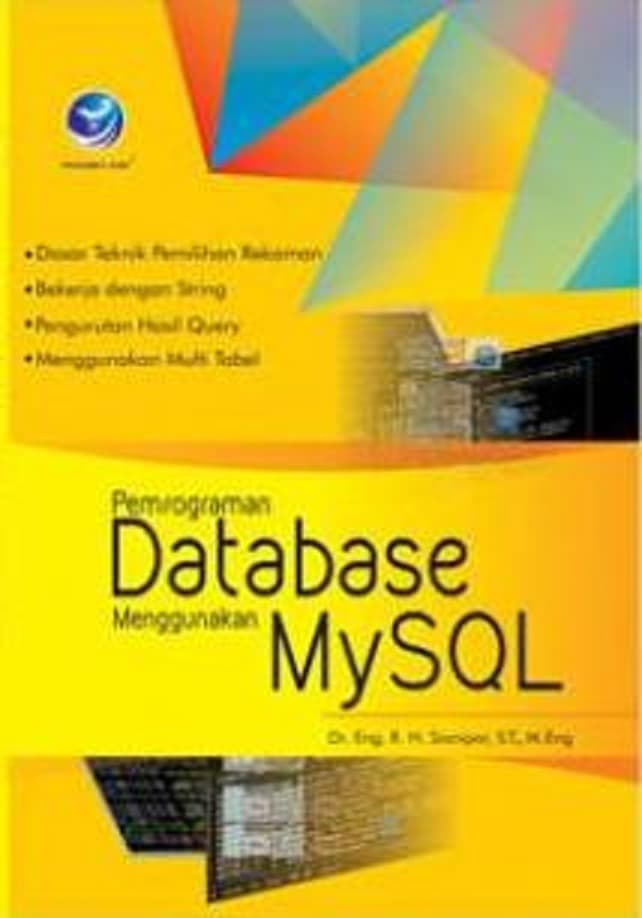 • Dasar Teknik Pemilihan Rekaman
• Bekerja dengan String
• Pengurutan Hasil Query
• Menggunakan Multi Tabel
Pemrograman
Database
Menggunakan
MySQL
Dr. Eng. R. H. Sianipar, S.T., M.Eng